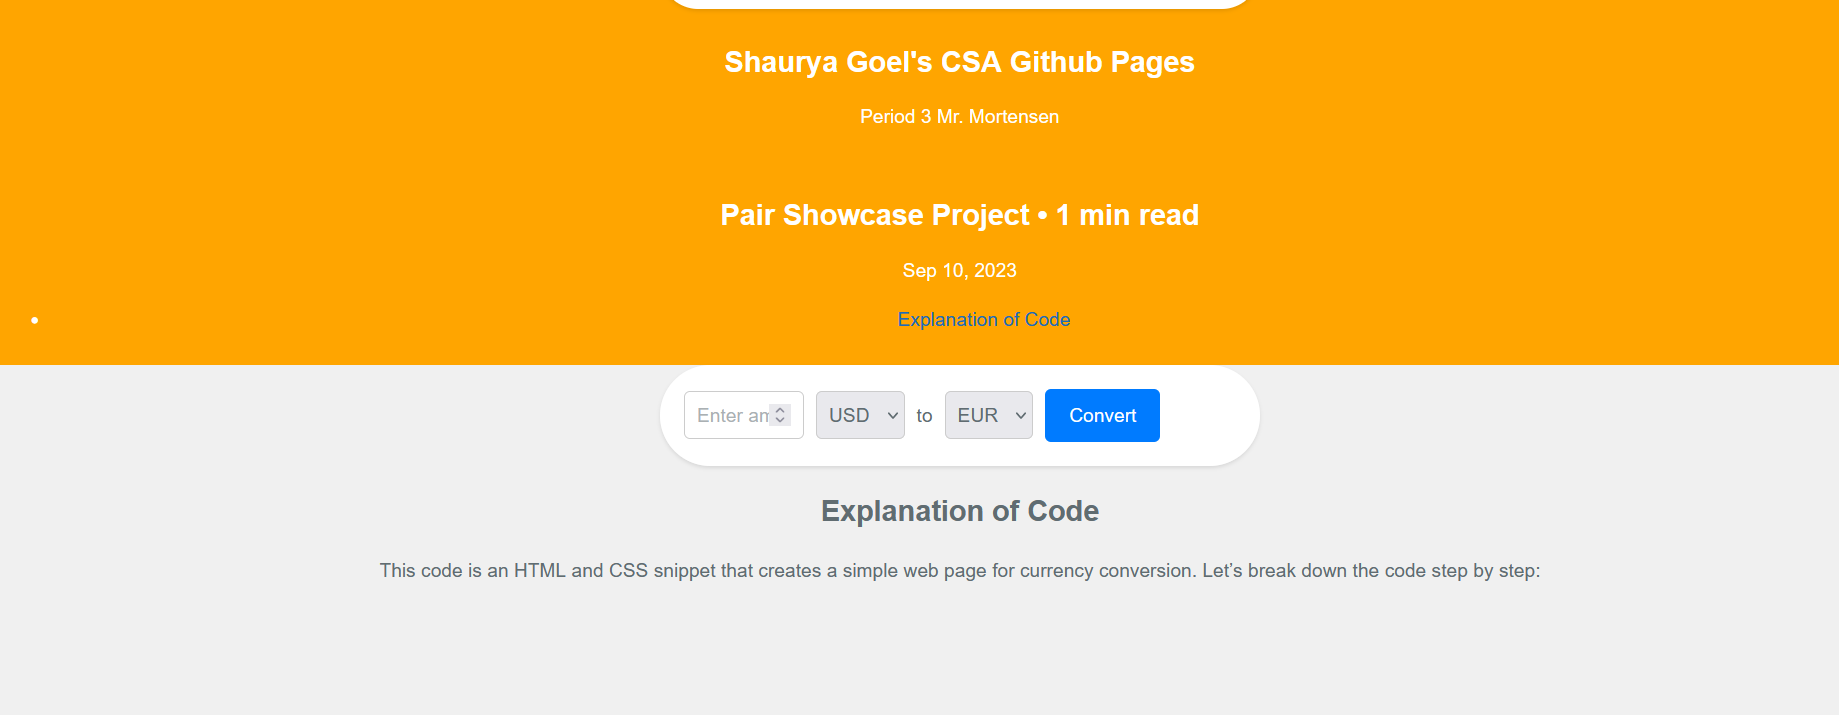 Shaurya Goel's CSA Github Pages
Period 3 Mr. Mortensen
Pair Showcase Project • 1 min read
Sep 10, 2023
• Explanation of Code
Enter am USD to EUR Convert
Explanation of Code
This code is an HTML and CSS snippet that creates a simple web page for currency conversion. Let’s break down the code step by step: